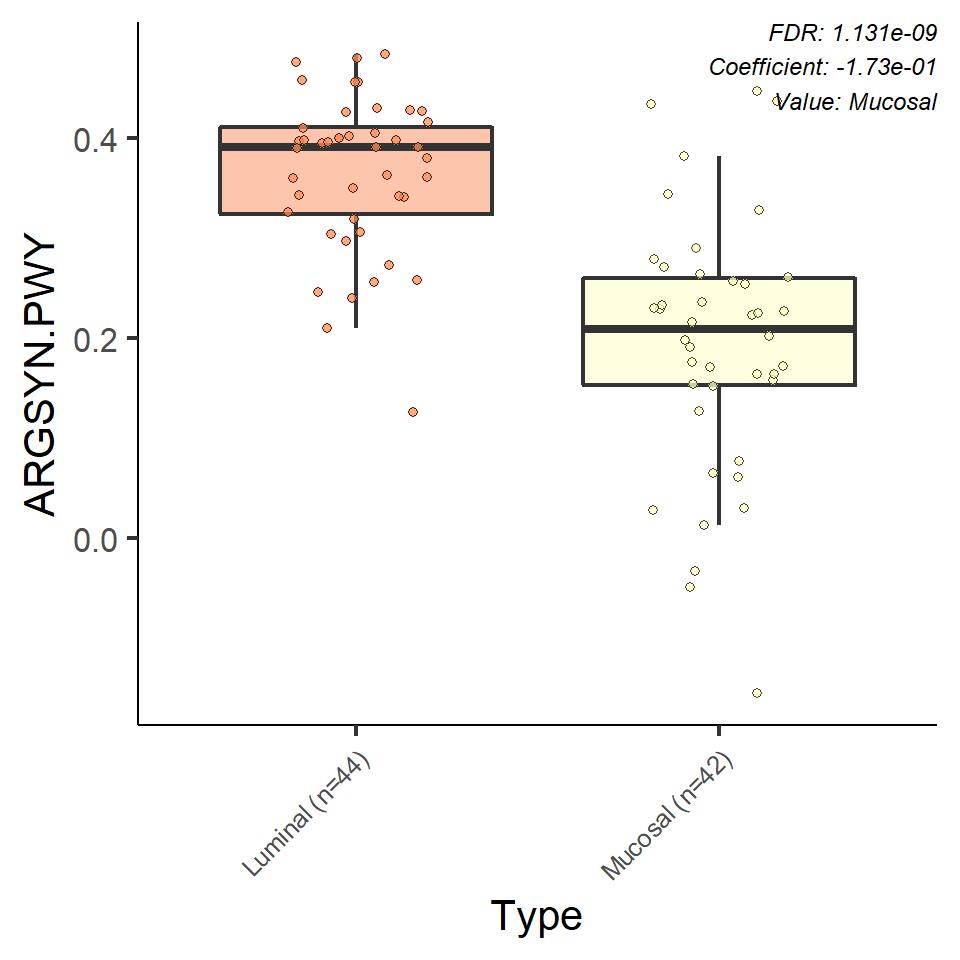 FDR: 1.131e-09
Coefficient: -1.73e-01
Value: Mucosal
0.4
0.2
0.0
ARGSYN.PWY
Luminal (n=44)
Mucosal (n=42)
Type